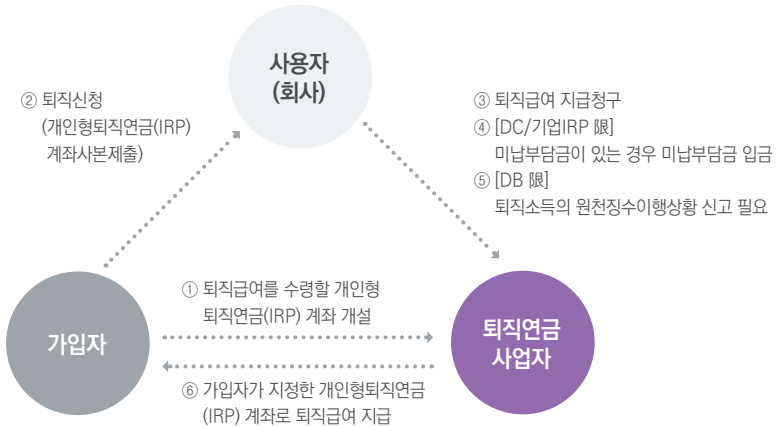 사용자
(회사)
② 퇴직신청
(개인형퇴직연금(IRP)
계좌사본제출)
③ 퇴직급여 지급청구
④ [DC/기업IRP 限]
미납부담금이 있는 경우 미납부담금 입금
⑤ [DB 限]
퇴직소득의 원천징수이행상황 신고 필요
가입자
① 퇴직급여를 수령할 개인형
퇴직연금(IRP) 계좌 개설
퇴직연금
사업자
⑥ 가입자가 지정한 개인형퇴직연금
(IRP) 계좌로 퇴직급여 지급